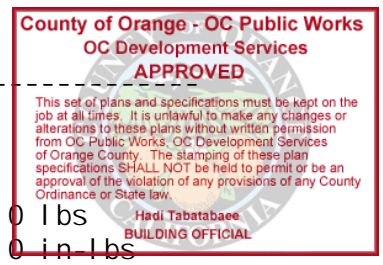 County of Orange - OC Public Works
OC Development Services
APPROVED
This set of plans and specifications must be kept on the
job at all times. It is unlawful to make any changes or
alterations to these plans without written permission
from OC Public Works, OC Development Services
of Orange County. The stamping of these plan
specifications SHALL NOT be held to permit or be an
approval of the violation of any provisions of any County
Ordinance or State law.
Hadi Tabatabaee
BUILDING OFFICIAL
0 lbs
0 in-lbs